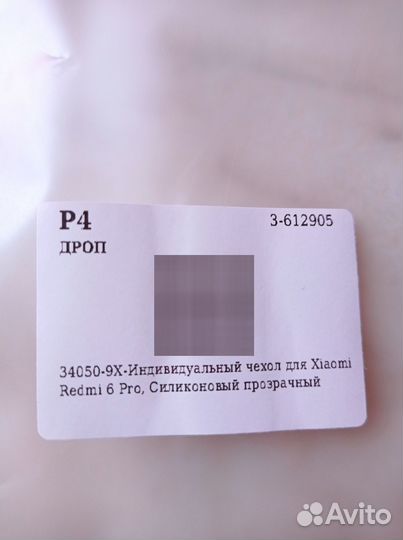 P4
3-612905
ДРОП
34050-9X-Индивидуальный чехол для Xiaomi
Redmi 6 Pro, Силиконовый прозрачный
Avito